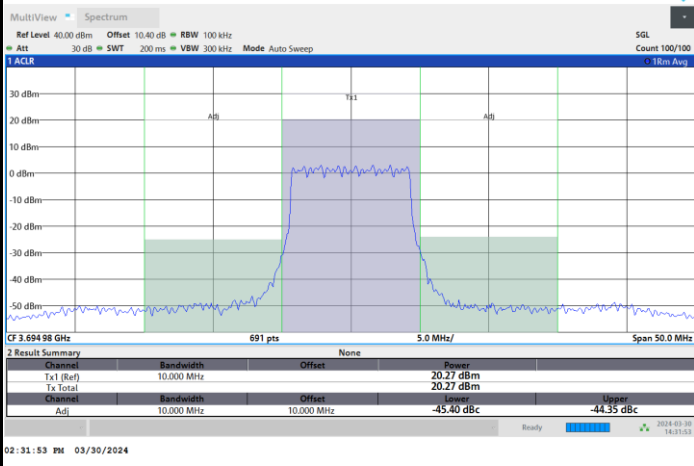 MultiView Spectrum
Ref Level 40.00 dBm Offset 10.40 dB RBW 100 kHz SGL
Att 30 dB SWT 200 ms VBW 300 kHz Mode Auto Sweep Count 100/100
1 ACLR 1Rm Avg
30 dBm
Tx1
20 dBm Adj Adj
10 dBm
0 dBm
-10 dBm
-20 dBm
-30 dBm
-40 dBm
-50 dBm
CF 3.694 98 GHz 691 pts 5.0 MHz/ Span 50.0 MHz
2 Result Summary None
Channel Bandwidth Offset Power
Tx1 (Ref) 10.000 MHz 20.27 dBm
Tx Total 20.27 dBm
Channel Bandwidth Offset Lower Upper
Adj 10.000 MHz 10.000 MHz -45.40 dBc -44.35 dBc
Ready 2024-03-30
14:31:53
02:31:53 PM 03/30/2024